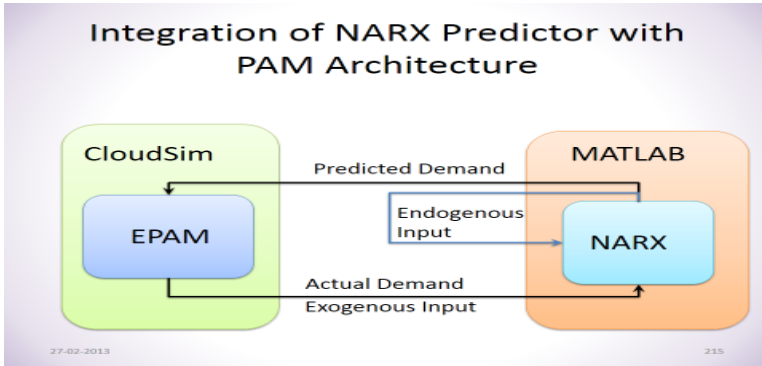 Integration of NARX Predictor with
PAM Architecture
CloudSim
MATLAB
Predicted Demand
Endogenous
Input
EPAM
NARX
Actual Demand
Exogenous Input
27-02-2013
215